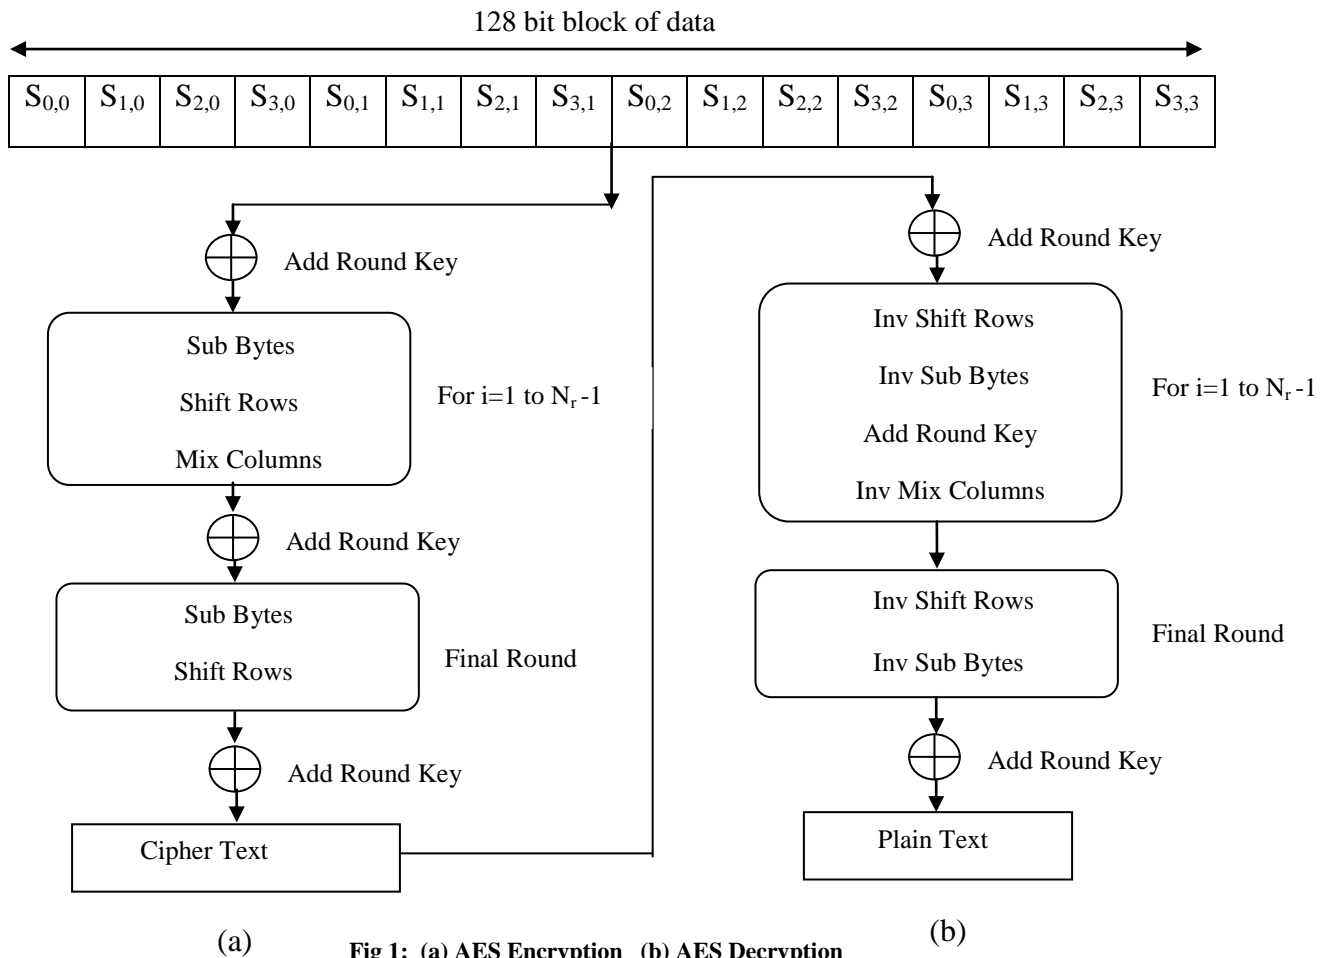 128 bit block of data
S0,0 S1,0 S2,0 S3,0 S0,1 S1,1 S2,1 S3,1 S0,2 S1,2 S2,2 S3,2 S0,3 S1,3 S2,3 S3,3
Add Round Key
Sub Bytes
Shift Rows
Mix Columns
For i=1 to Nr -1
Add Round Key
Sub Bytes
Shift Rows
Final Round
Add Round Key
Cipher Text
(a)
Add Round Key
Inv Shift Rows
Inv Sub Bytes
Add Round Key
Inv Mix Columns
For i=1 to Nr -1
Inv Shift Rows
Inv Sub Bytes
Final Round
Add Round Key
Plain Text
(b)
Fig 1: (a) AES Encryption (b) AES Decryption